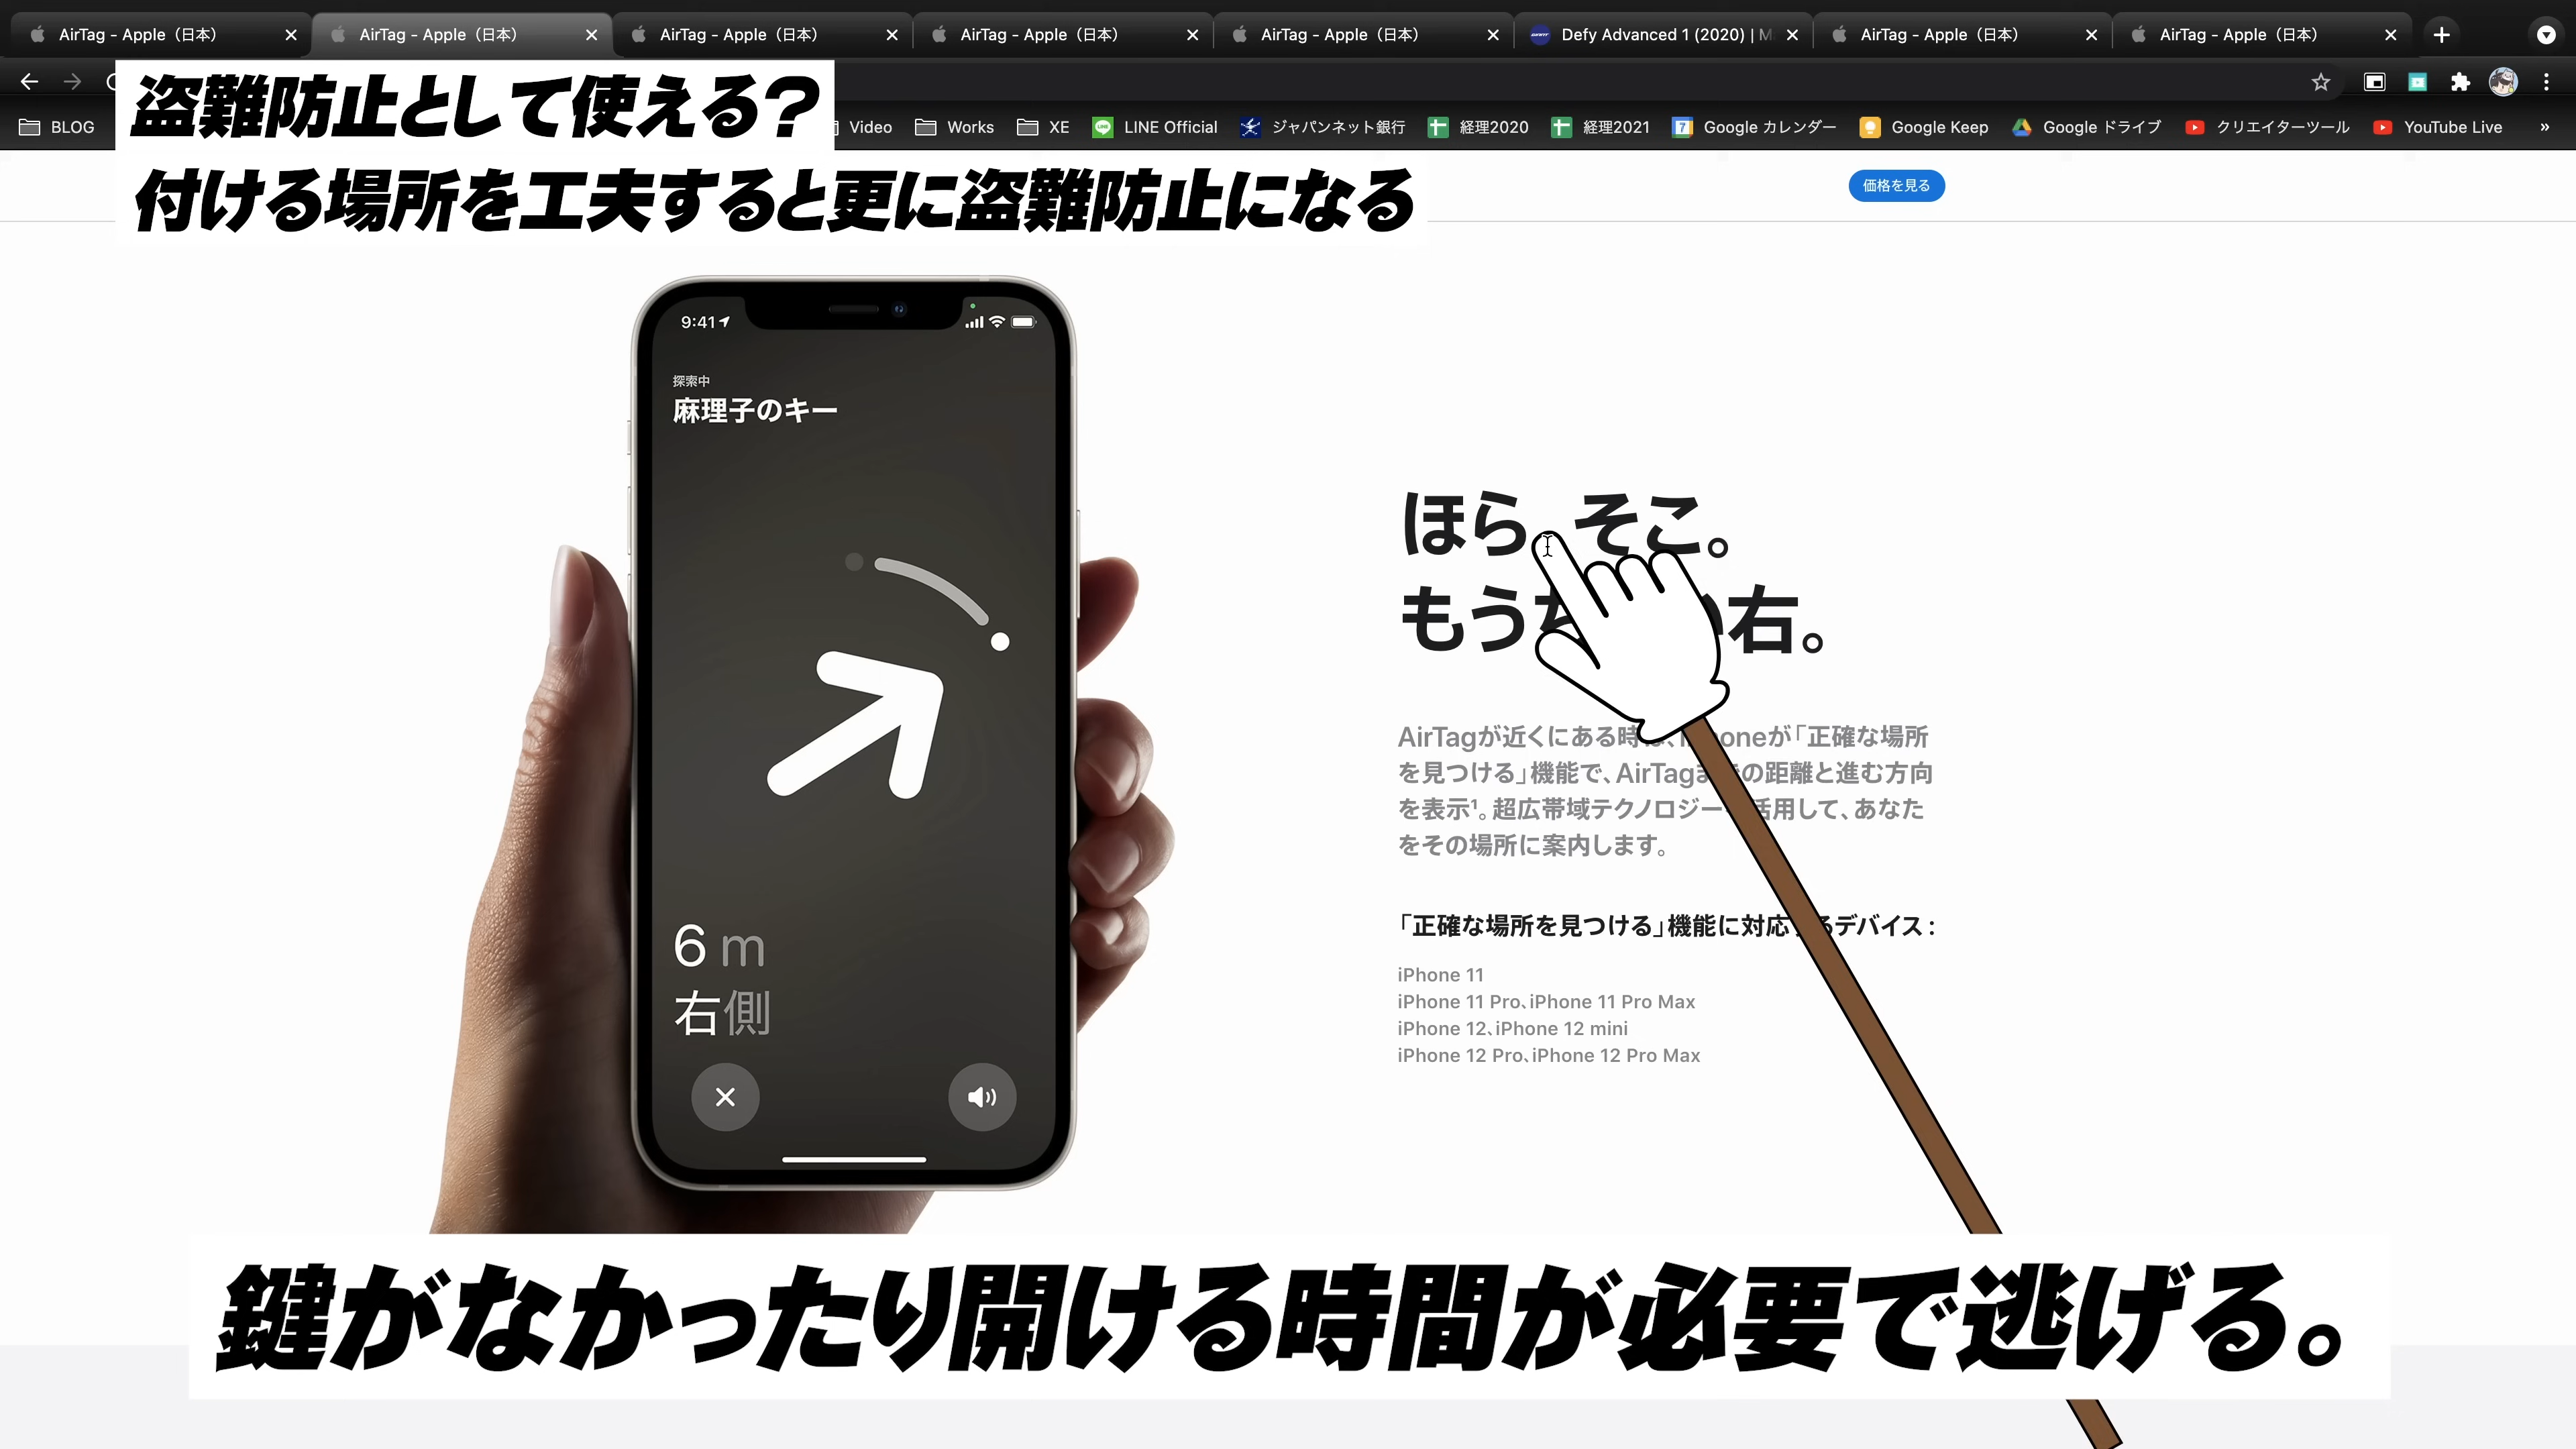 AirTag - Apple（日本）
AirTag - Apple（日本）
AirTag - Apple（日本）
AirTag - Apple（日本）
AirTag - Apple（日本）
Defy Advanced 1 (2020) | M
AirTag - Apple（日本）
AirTag - Apple（日本）
BLOG
Video
Works
XE
LINE Official
ジャパンネット銀行
経理2020
経理2021
Google カレンダー
Google Keep
Google ドライブ
クリエイターツール
YouTube Live
»
盗難防止として使える?
付ける場所を工夫すると更に盗難防止になる
価格を見る
9:41
探索中
麻理子のキー
6 m
右側
ほら、そこ。
もう
右。
AirTagが近くにある時
oneが「正確な場所
を見つける」機能で、AirTag
の距離と進む方向
を表示¹。超広帯域テクノロジー
活用して、あなた
をその場所に案内します。
「正確な場所を見つける」機能に対応するデバイス：
iPhone 11
iPhone 11 Pro、iPhone 11 Pro Max
iPhone 12、iPhone 12 mini
iPhone 12 Pro、iPhone 12 Pro Max
鍵がなかったり開ける時間が必要で逃げる。